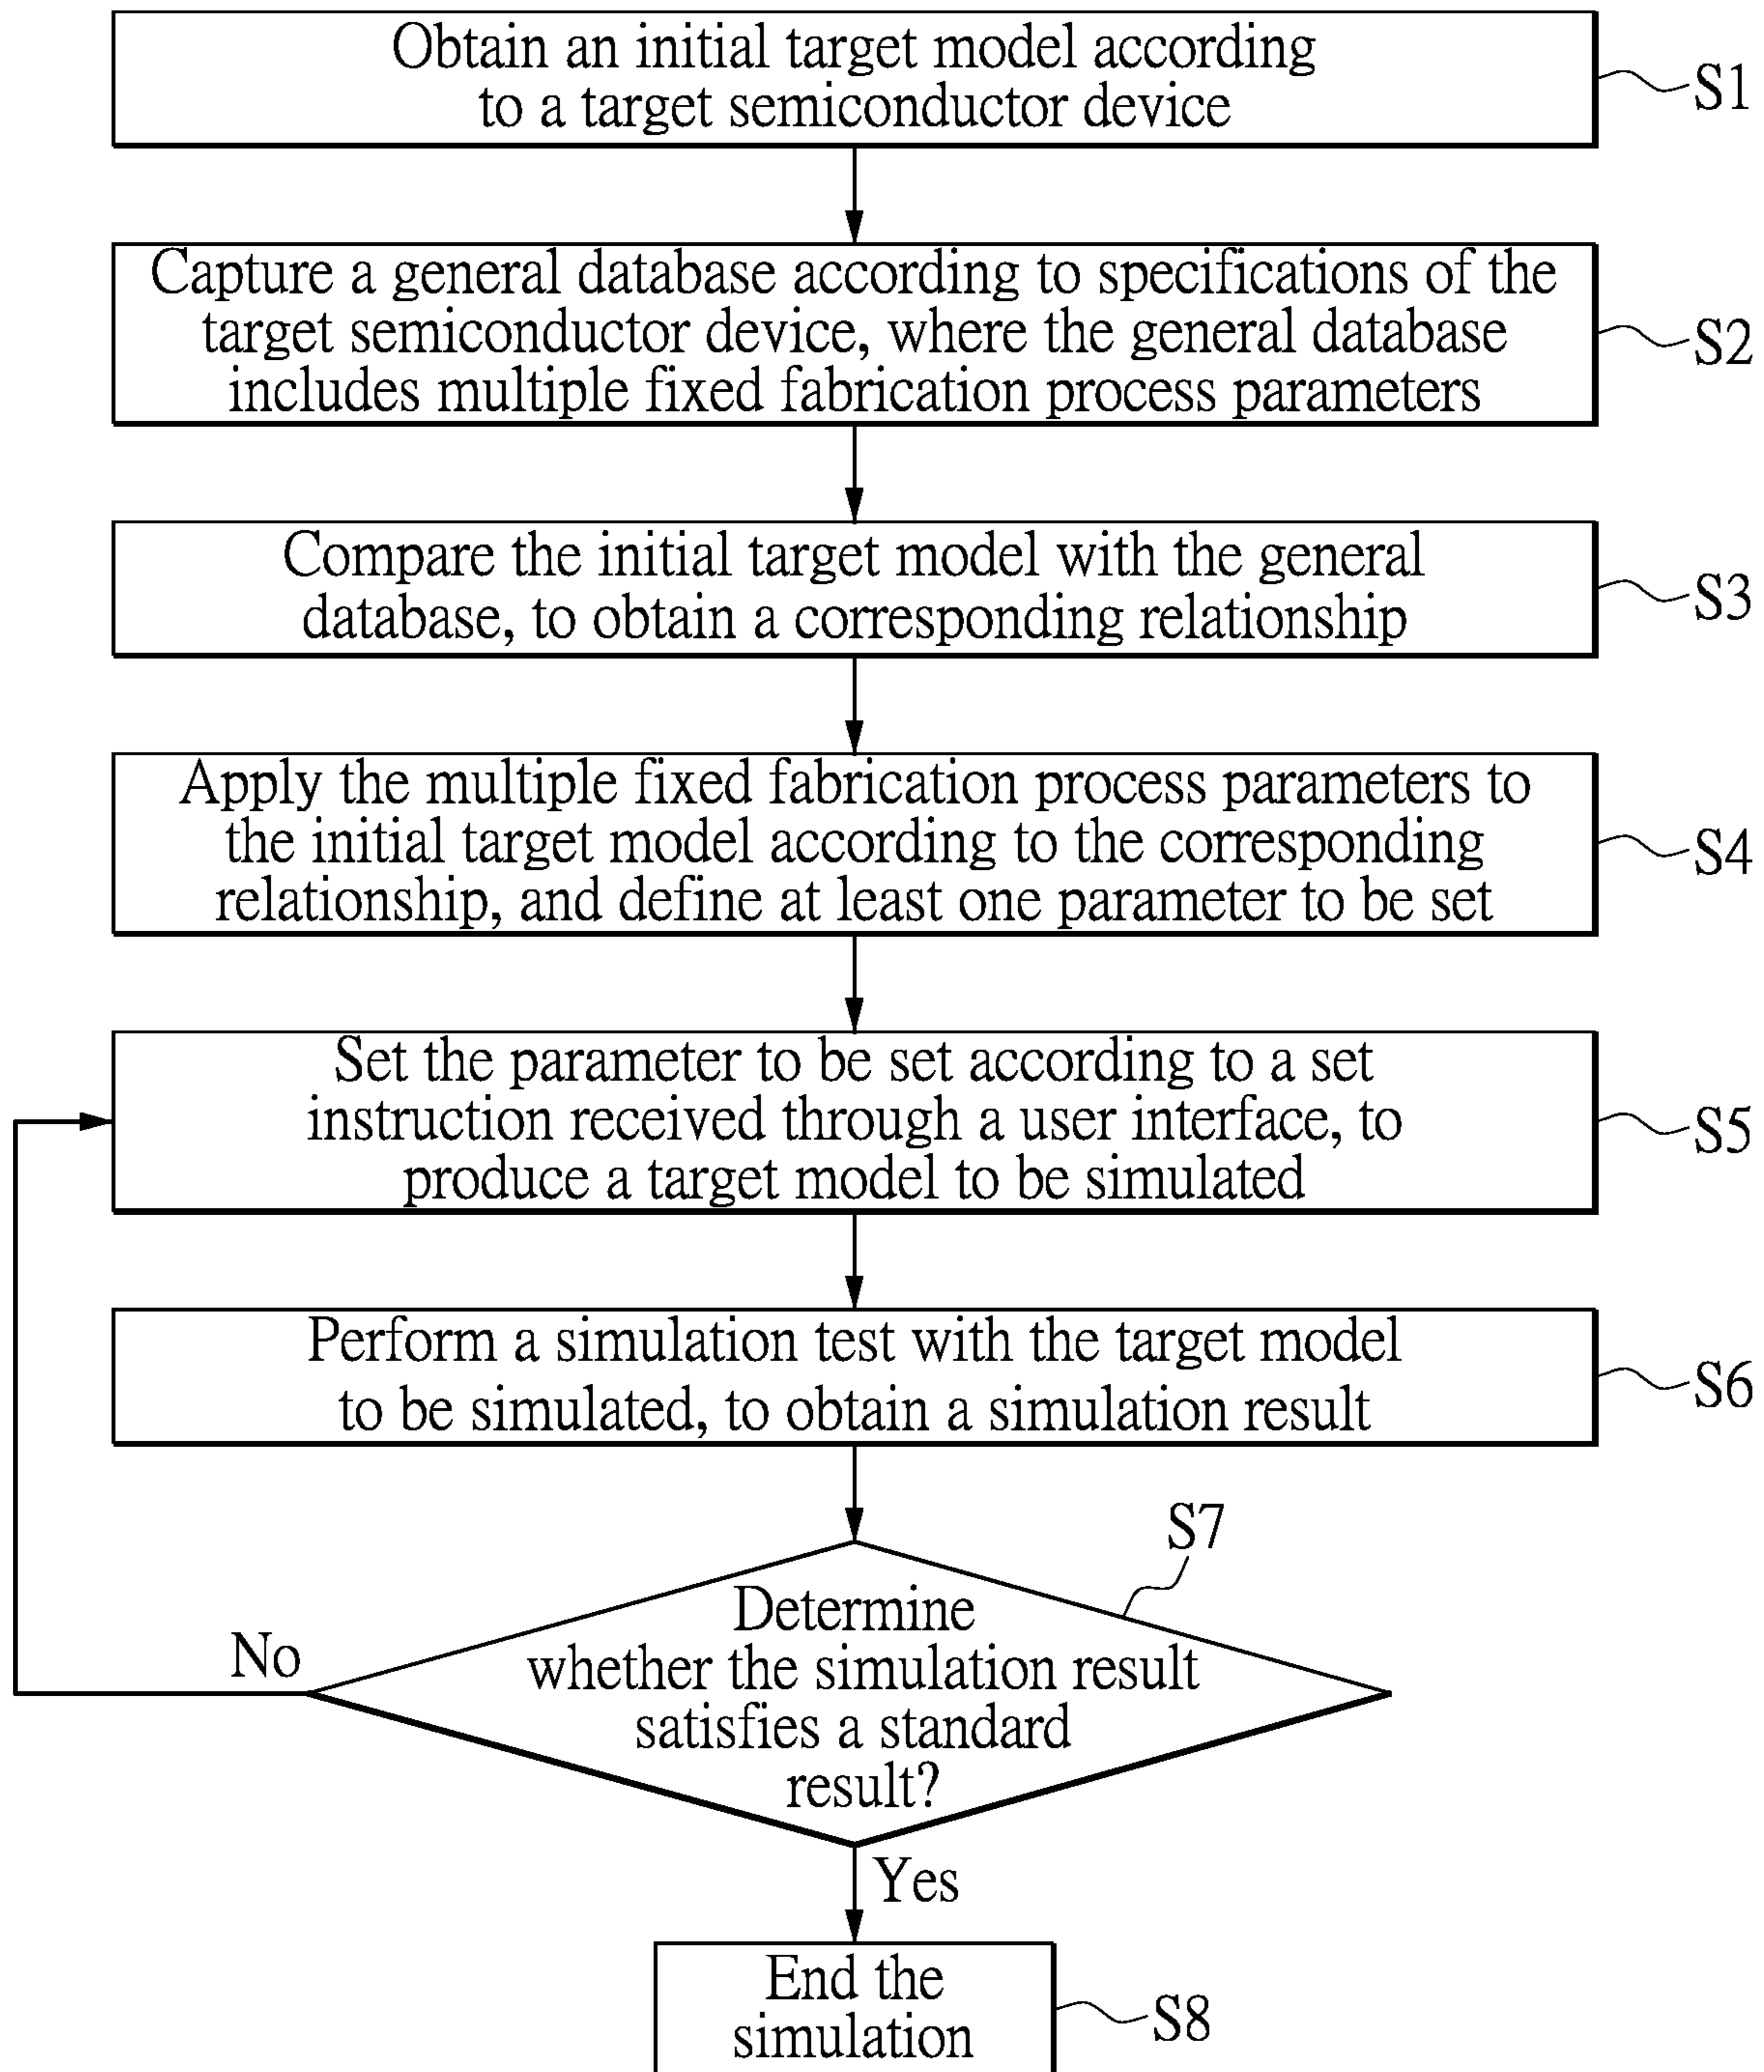 Obtain an initial target model according
to a target semiconductor device
S1
Capture a general database according to specifications of the
target semiconductor device, where the general database
includes multiple fixed fabrication process parameters
S2
Compare the initial target model with the general
database, to obtain a corresponding relationship
S3
Apply the multiple fixed fabrication process parameters to
the initial target model according to the corresponding
relationship, and define at least one parameter to be set
S4
Set the parameter to be set according to a set
instruction received through a user interface, to
produce a target model to be simulated
S5
Perform a simulation test with the target model
to be simulated, to obtain a simulation result
S6
S7
Determine
whether the simulation result
satisfies a standard
result?
No
Yes
End the
simulation
S8